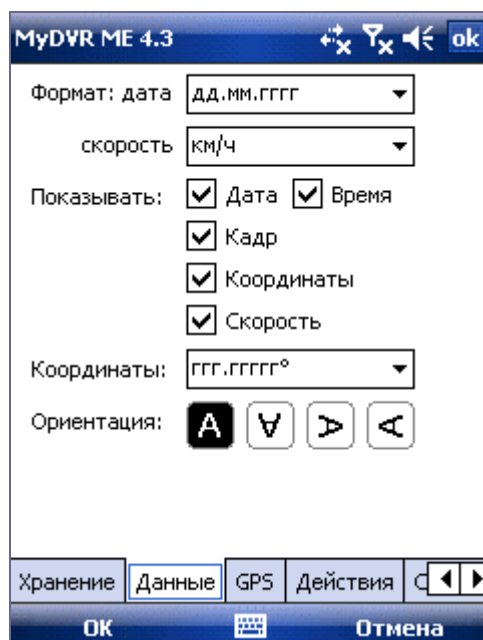 MyDVR ME 4.3 ok
Формат: дата дд.мм.гггг
скорость км/ч
Показывать: Дата Время
Кадр
Координаты
Скорость
Координаты: ггг.ггггг°
Ориентация: A A A A
Хранение Данные GPS Действия
ОК Отмена